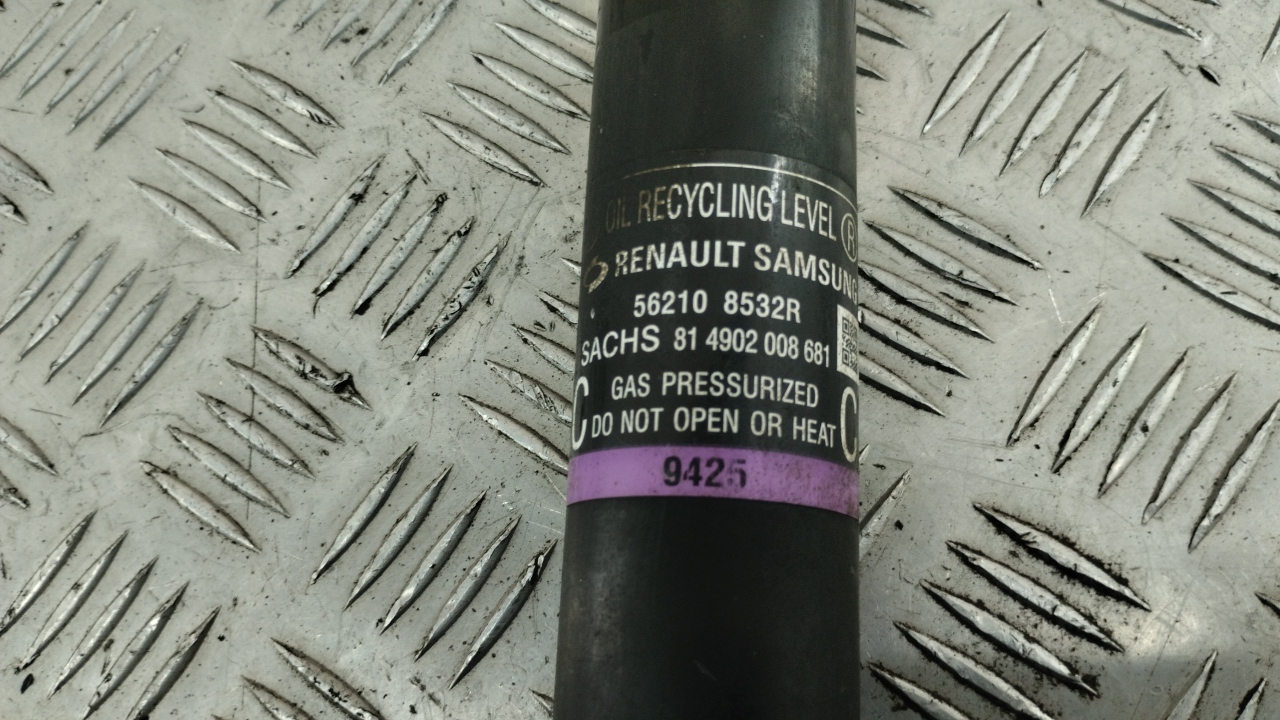 OIL RECYCLING LEVEL ®
RENAULT SAMSUNG
56210 8532R
SACHS 81 4902 008 681
GAS PRESSURIZED
DO NOT OPEN OR HEAT
9425